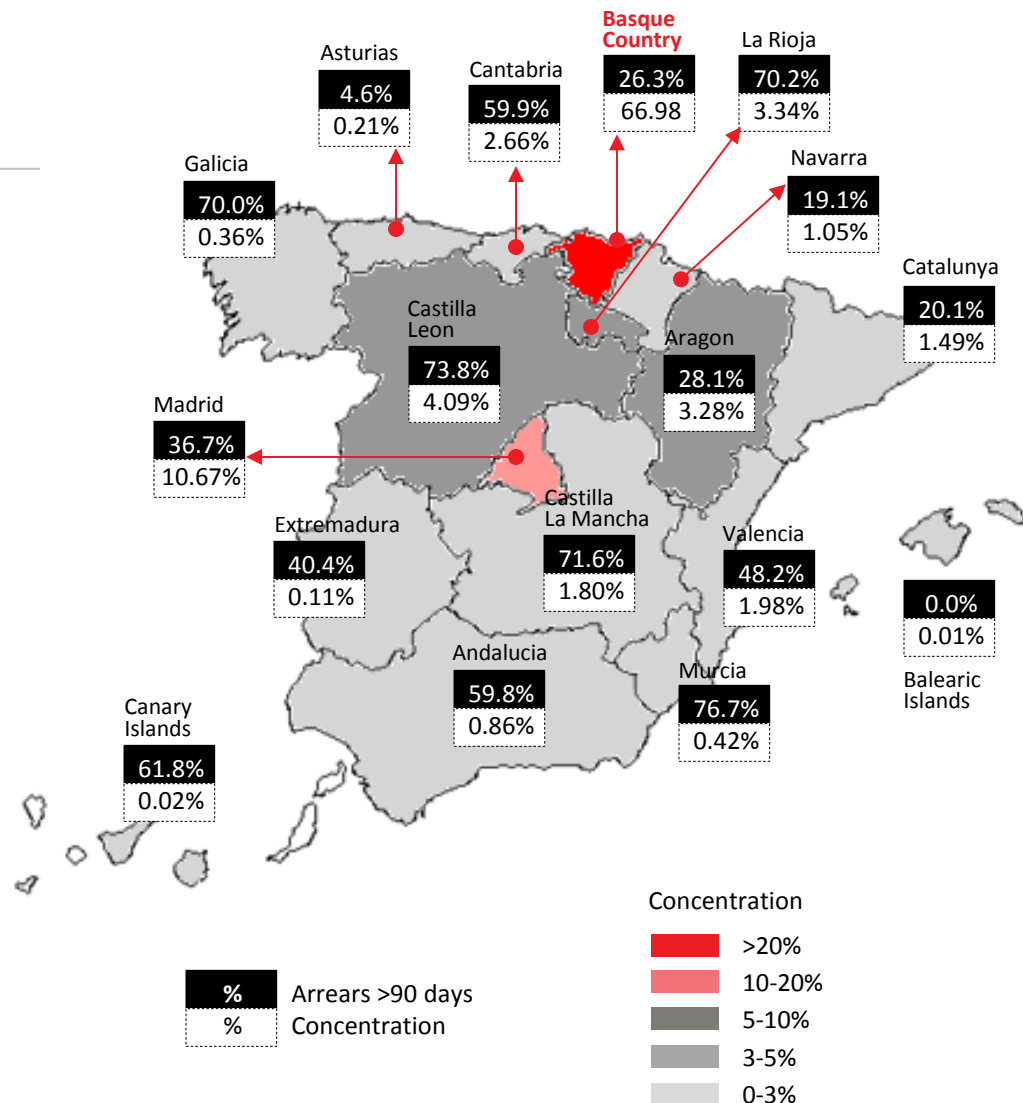 Basque
Country
26.3%
66.98
La Rioja
70.2%
3.34%
Asturias
4.6%
0.21%
Cantabria
59.9%
2.66%
Navarra
19.1%
1.05%
Galicia
70.0%
0.36%
Catalunya
20.1%
1.49%
Castilla
Leon
73.8%
4.09%
Aragon
28.1%
3.28%
Madrid
36.7%
10.67%
Castilla
La Mancha
71.6%
1.80%
Extremadura
40.4%
0.11%
Valencia
48.2%
1.98%
0.0%
0.01%
Balearic
Islands
Andalucia
59.8%
0.86%
Murcia
76.7%
0.42%
Canary
Islands
61.8%
0.02%
Concentration
>20%
10-20%
5-10%
3-5%
0-3%
% Arrears >90 days
% Concentration